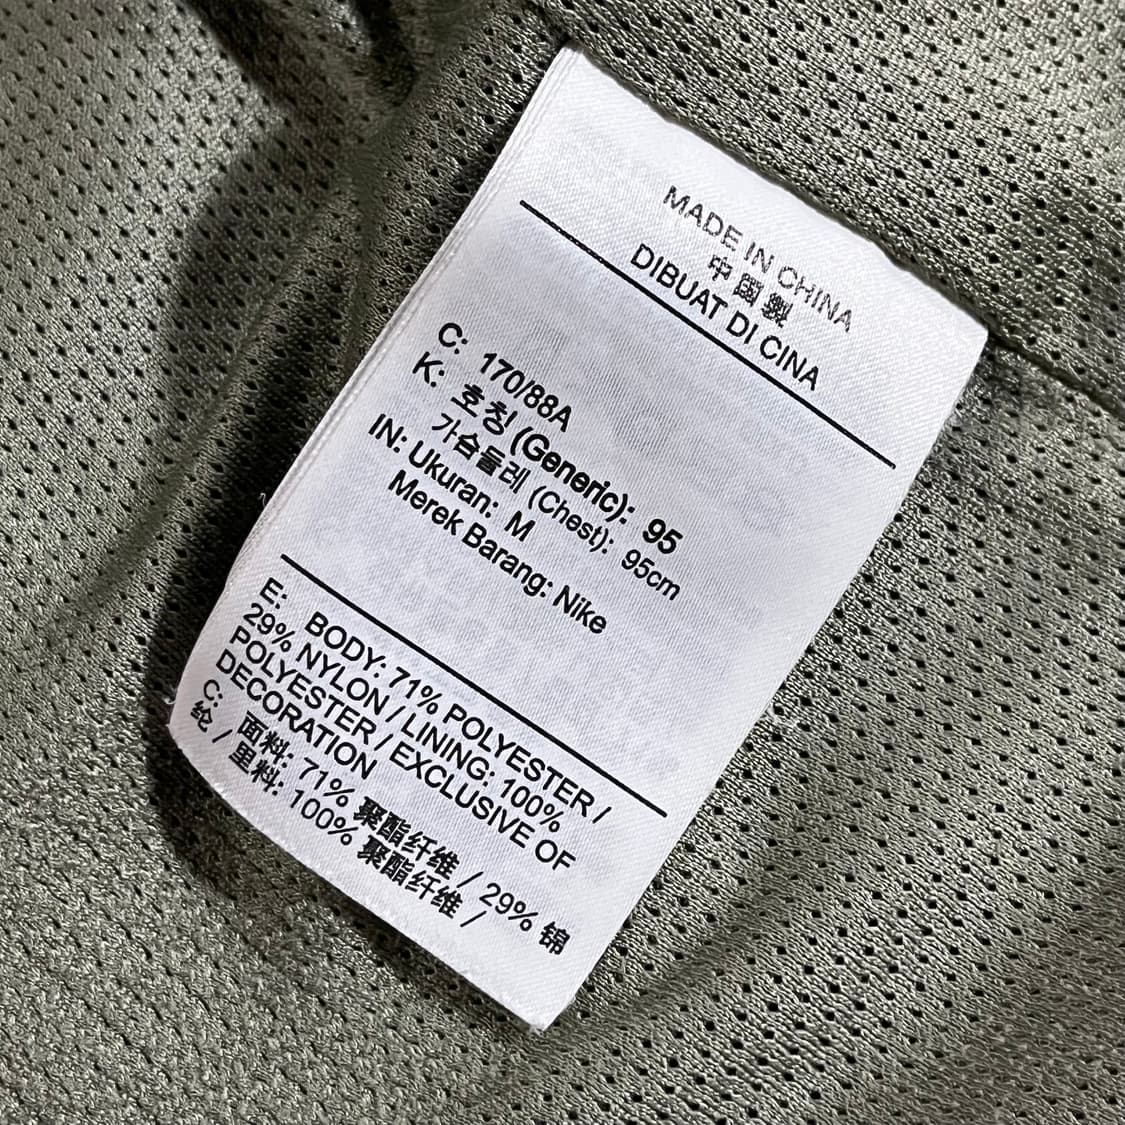 MADE IN CHINA
中國製
DIBUAT DI CINA
C: 170/88A
K: 호칭 (Generic): 95
가슴둘레 (Chest): 95cm
IN: Ukuran: M
Merek Barang: Nike
E: BODY: 71% POLYESTER /
29% NYLON / LINING: 100%
POLYESTER / EXCLUSIVE OF
DECORATION
C: 面料: 71% 聚酯纤维 / 29% 锦
纶 / 里料: 100% 聚酯纤维 /